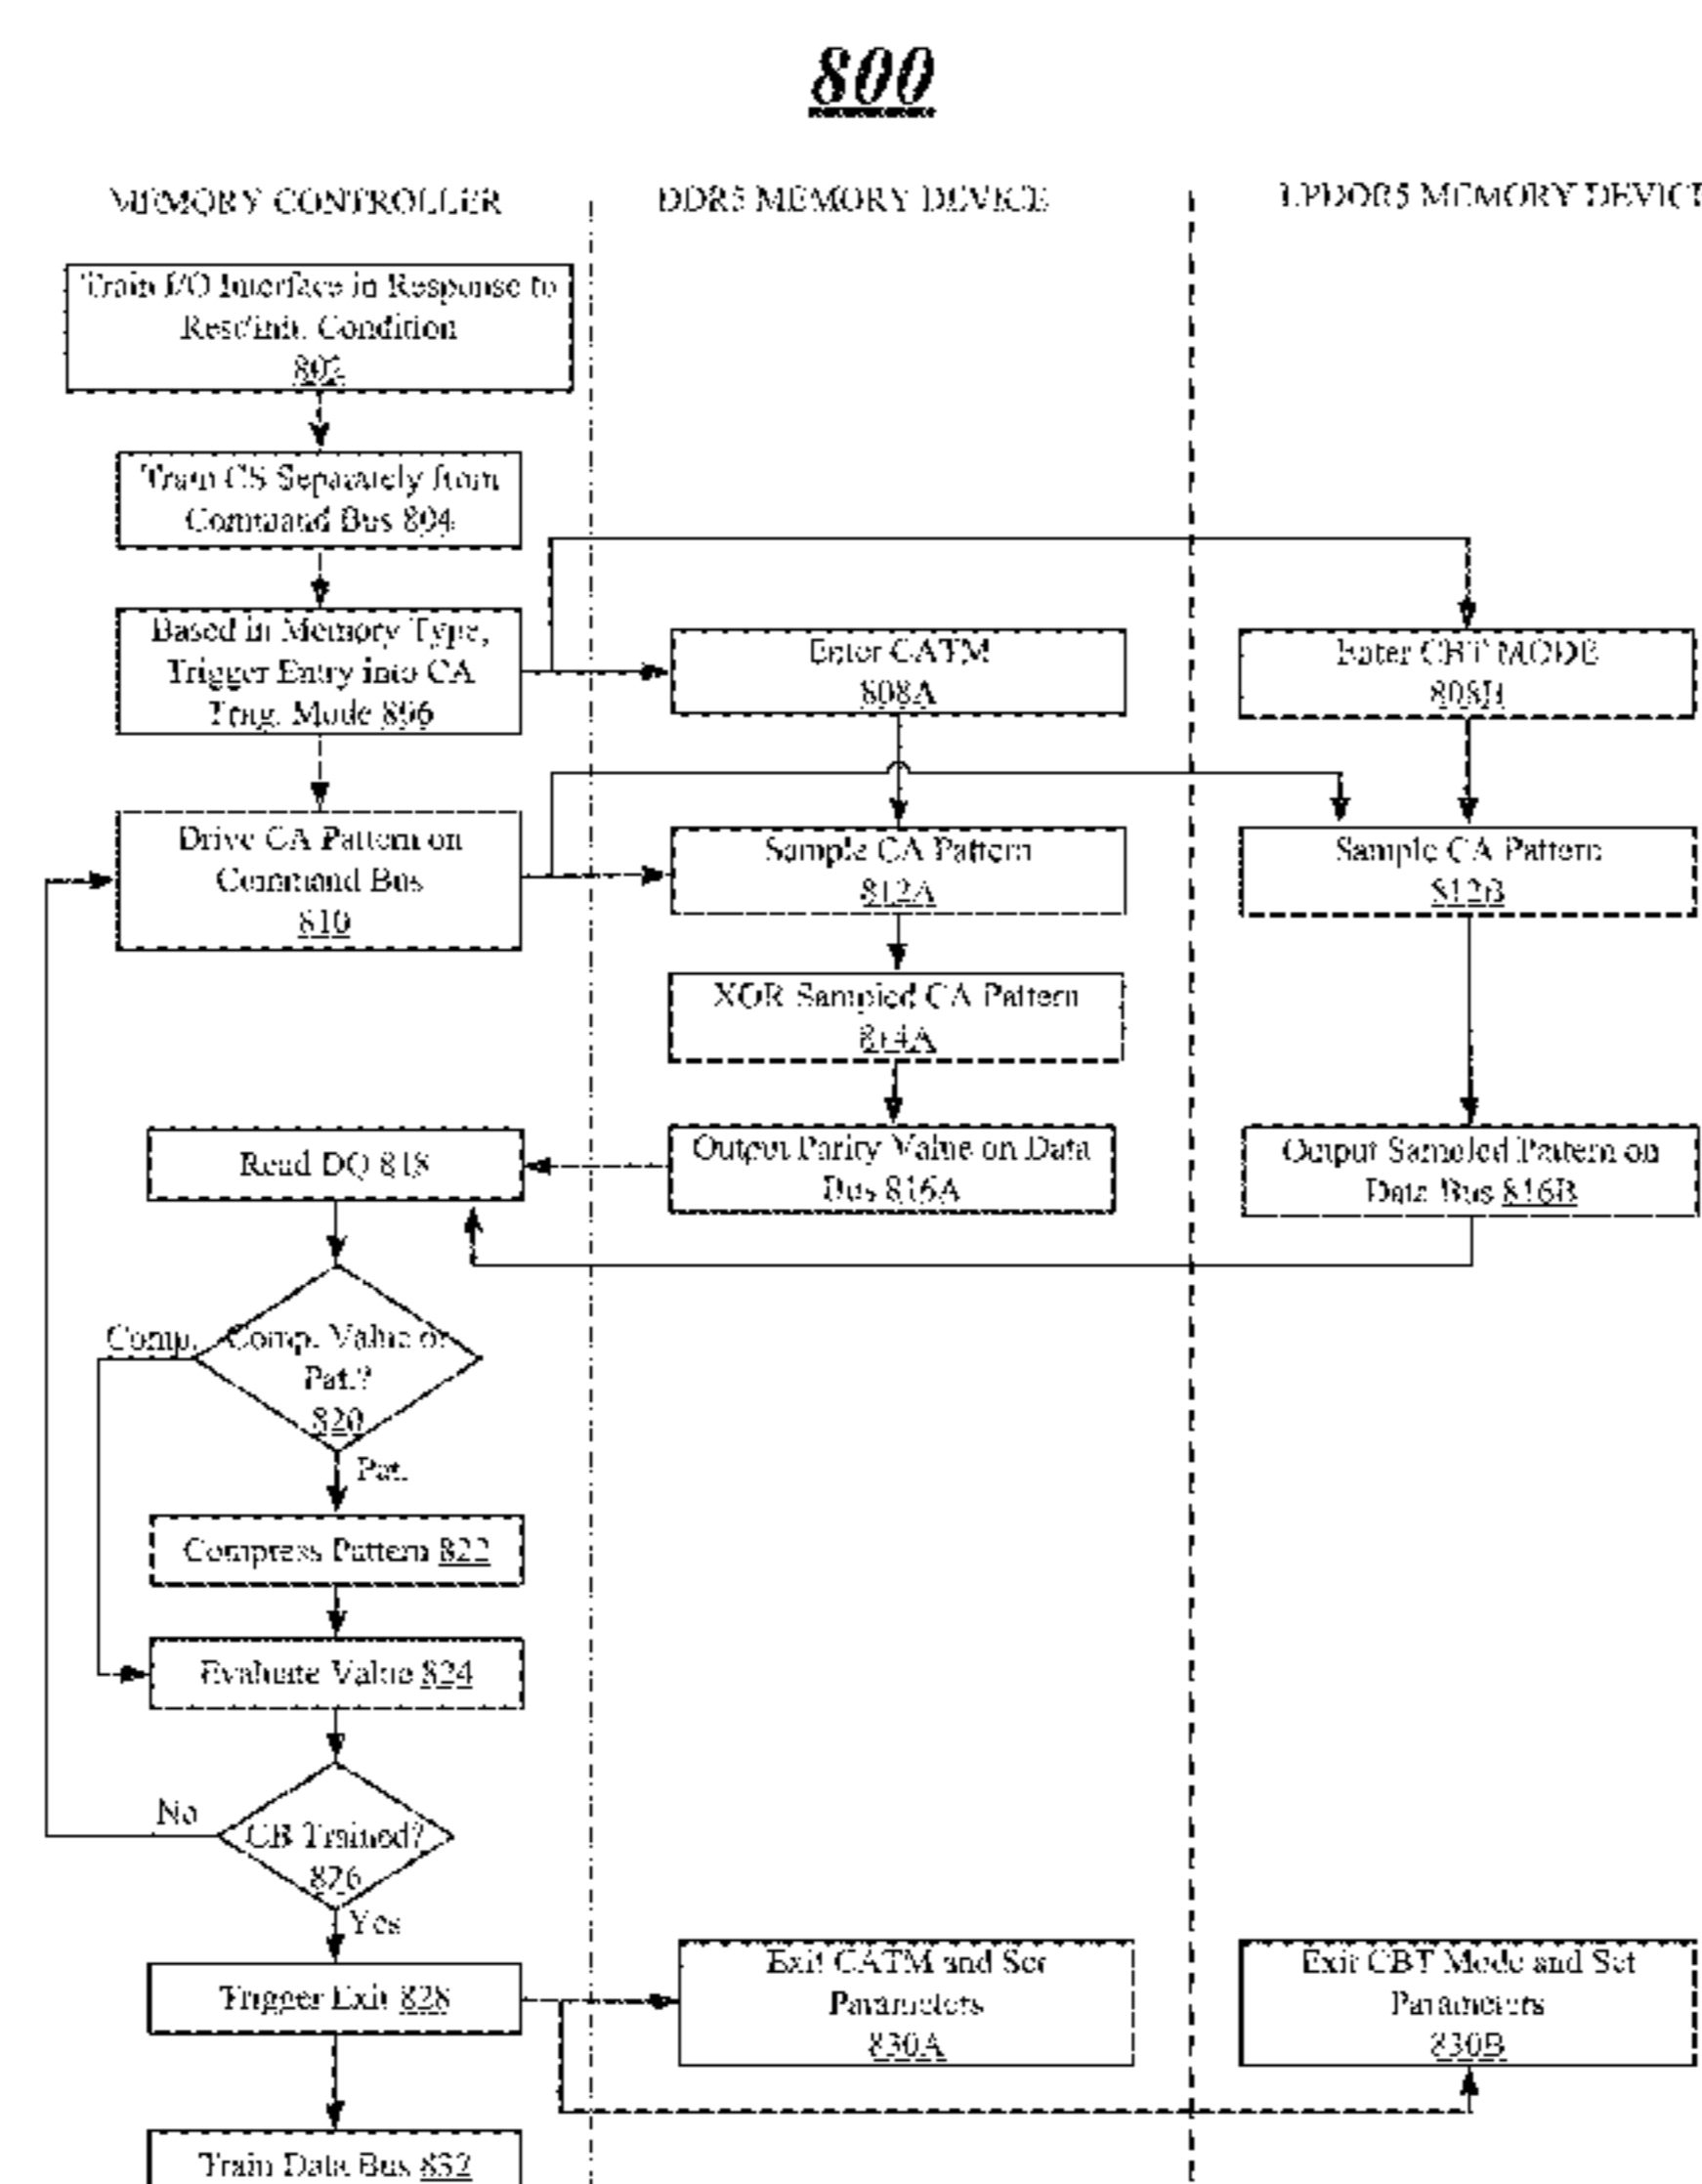 800
MEMORY CONTROLLER
DDR5 MEMORY DEVICE
LPDDR5 MEMORY DEVICE
Train I/O Interface in Response to
Rest/init. Condition
802
Train CS Separately from
Command Bus 804
Based in Memory Type,
Trigger Entry into CA
Trng. Mode 806
Enter CATM
808A
Enter CBT MODE
808B
Drive CA Pattern on
Command Bus
810
Sample CA Pattern
812A
Sample CA Pattern
812B
XOR Sampled CA Pattern
814A
Read DQ 818
Output Parity Value on Data
Bus 816A
Output Sampled Pattern on
Data Bus 816B
Comp.
Comp. Value or
Pat.?
820
Pat.
Compress Pattern 822
Evaluate Value 824
No
CB Trained?
826
Yes
Trigger Exit 828
Exit CATM and Set
Parameters
830A
Exit CBT Mode and Set
Parameters
830B
Train Data Bus 832